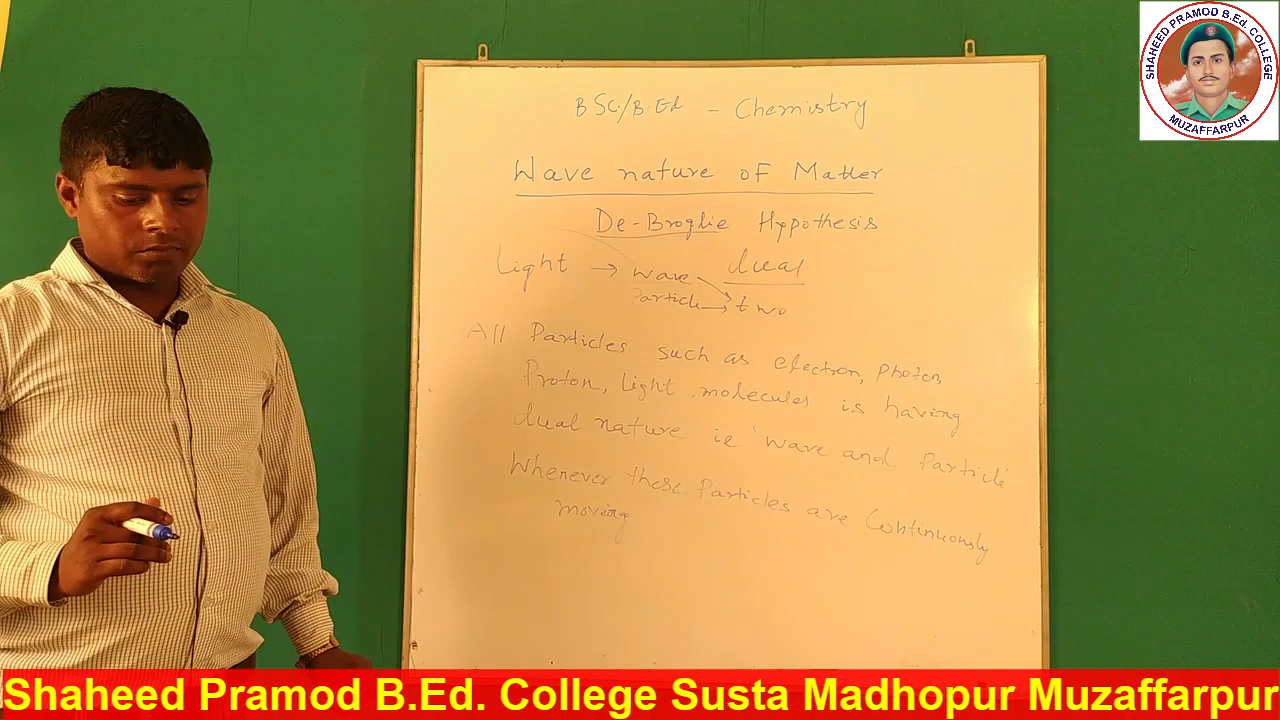 BSc./B.Ed - Chemistry
Wave nature of Matter
De-Broglie Hypothesis
Light → wave dual
Particle → two
All Particles such as electron, Photon,
Proton, Light, molecules is having
dual nature ie wave and Particle
Whenever these Particles are Continuously
moving
SHAHEED PRAMOD B.Ed. COLLEGE
MUZAFFARPUR
Shaheed Pramod B.Ed. College Susta Madhopur Muzaffarpur